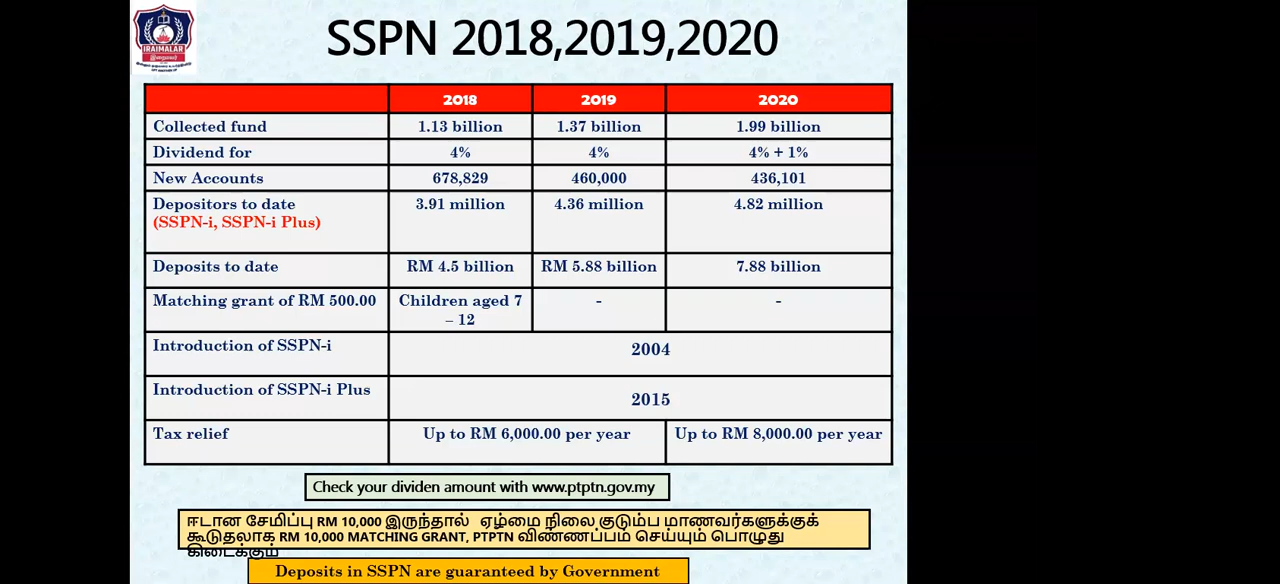 IRAIMALAR
SSPN 2018,2019,2020
2018 2019 2020
Collected fund 1.13 billion 1.37 billion 1.99 billion
Dividend for 4% 4% 4% + 1%
New Accounts 678,829 460,000 436,101
Depositors to date 3.91 million 4.36 million 4.82 million
(SSPN-i, SSPN-i Plus)
Deposits to date RM 4.5 billion RM 5.88 billion 7.88 billion
Matching grant of RM 500.00 Children aged 7 - -
– 12
Introduction of SSPN-i 2004
Introduction of SSPN-i Plus 2015
Tax relief Up to RM 6,000.00 per year Up to RM 8,000.00 per year
Check your dividen amount with www.ptptn.gov.my
ஈடான சேமிப்பு RM 10,000 இருந்தால் ஏழ்மை நிலை குடும்ப மாணவர்களுக்குக்
கூடுதலாக RM 10,000 MATCHING GRANT, PTPTN விண்ணப்பம் செய்யும் பொழுது
கிடைக்கும்
Deposits in SSPN are guaranteed by Government